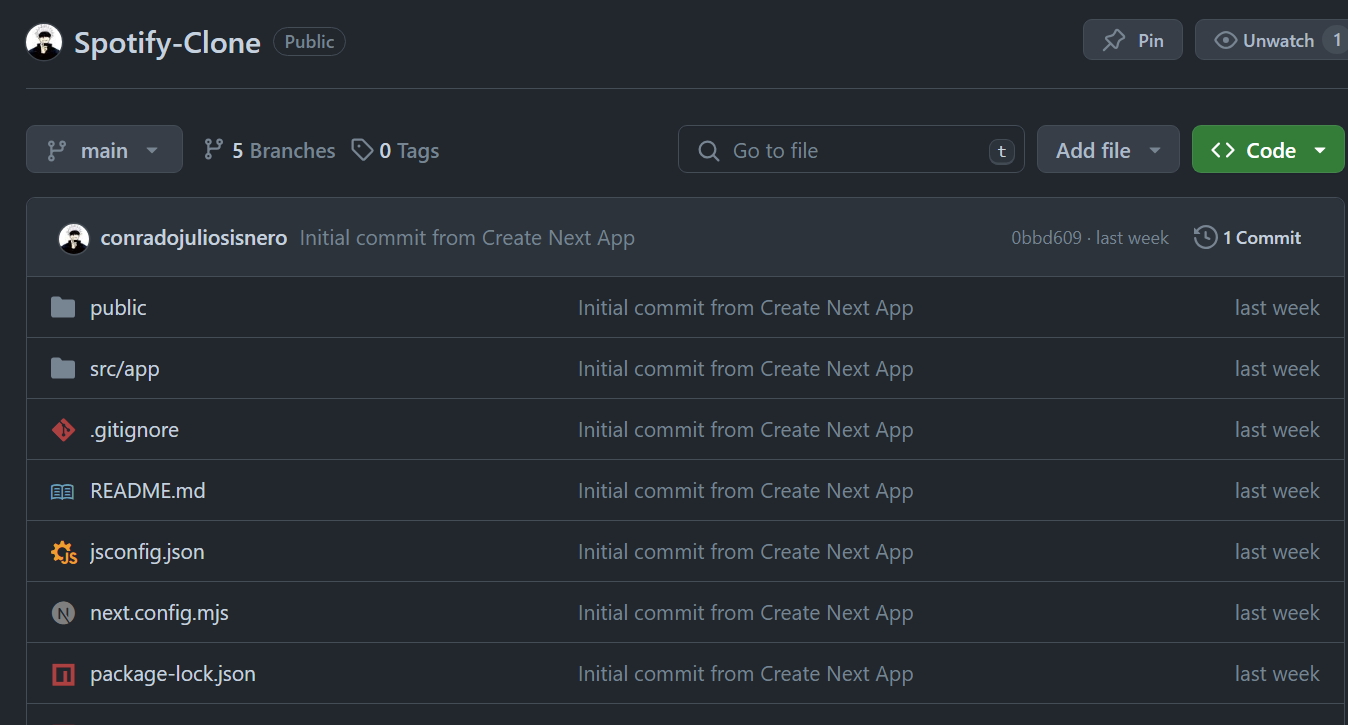 Spotify-Clone Public Pin Unwatch 1
main 5 Branches 0 Tags Go to file t Add file Code
conradojuliosisnero Initial commit from Create Next App 0bbd609 · last week 1 Commit
public Initial commit from Create Next App last week
src/app Initial commit from Create Next App last week
.gitignore Initial commit from Create Next App last week
README.md Initial commit from Create Next App last week
JS jsconfig.json Initial commit from Create Next App last week
N next.config.mjs Initial commit from Create Next App last week
package-lock.json Initial commit from Create Next App last week